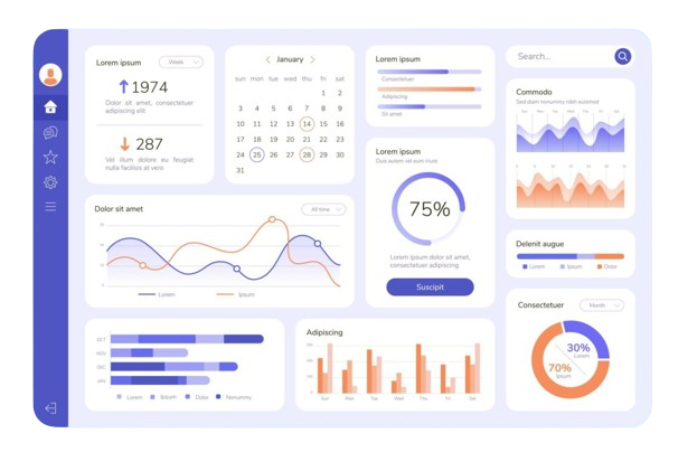 Lorem ipsum
Week
1974
Dolor sit amet, consectetuer
adipiscing elit
287
Vel illum dolore eu feugiat
nulla facilisis at vero
January
sun mon tue wed thu fri sat
1 2
3 4 5 6 7 8 9
10 11 12 13 14 15 16
17 18 19 20 21 22 23
24 25 26 27 28 29 30
31
Lorem ipsum
Consectetuer
Adipiscing
Sit amet
Search...
Commodo
Sed diam nonummy nibh euismod
Lorem ipsum
Duis autem vel eum iriure
75%
Lorem ipsum dolor sit amet,
consectetuer adipiscing
Suscipit
Dolor sit amet
All time
Lorem
Ipsum
Delenit augue
Lorem
Ipsum
Dolor
Consectetuer
Month
30%
Lorem
70%
Ipsum
OCT
NOV
DEC
JAN
Lorem
Ipsum
Dolor
Nonummy
Adipiscing
Sun Mon Tue Wed Thu Fri Sat